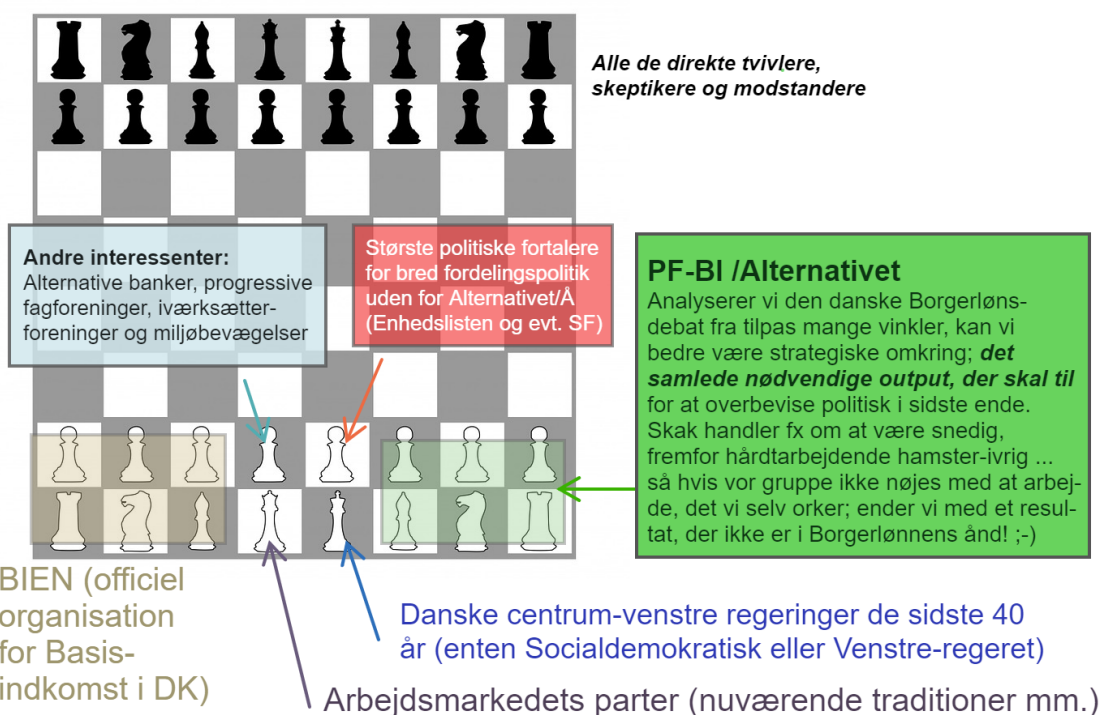 Alle de direkte tvivlere,
skeptikere og modstandere
Andre interessenter:
Alternative banker, progressive
fagforeninger, iværksætter-
foreninger og miljøbevægelser
Største politiske fortalere
for bred fordelingspolitik
uden for Alternativet/Å
(Enhedslisten og evt. SF)
PF-BI /Alternativet
Analyserer vi den danske Borgerløns-
debat fra tilpas mange vinkler, kan vi
bedre være strategiske omkring; det
samlede nødvendige output, der skal til
for at overbevise politisk i sidste ende.
Skak handler fx om at være snedig,
fremfor hårdtarbejdende hamster-ivrig ...
så hvis vor gruppe ikke nøjes med at arbej-
de, det vi selv orker; ender vi med et resul-
tat, der ikke er i Borgerlønnens ånd! ;-)
BIEN (officiel
organisation
for Basis-
indkomst i DK)
Danske centrum-venstre regeringer de sidste 40
år (enten Socialdemokratisk eller Venstre-regeret)
Arbejdsmarkedets parter (nuværende traditioner mm.)